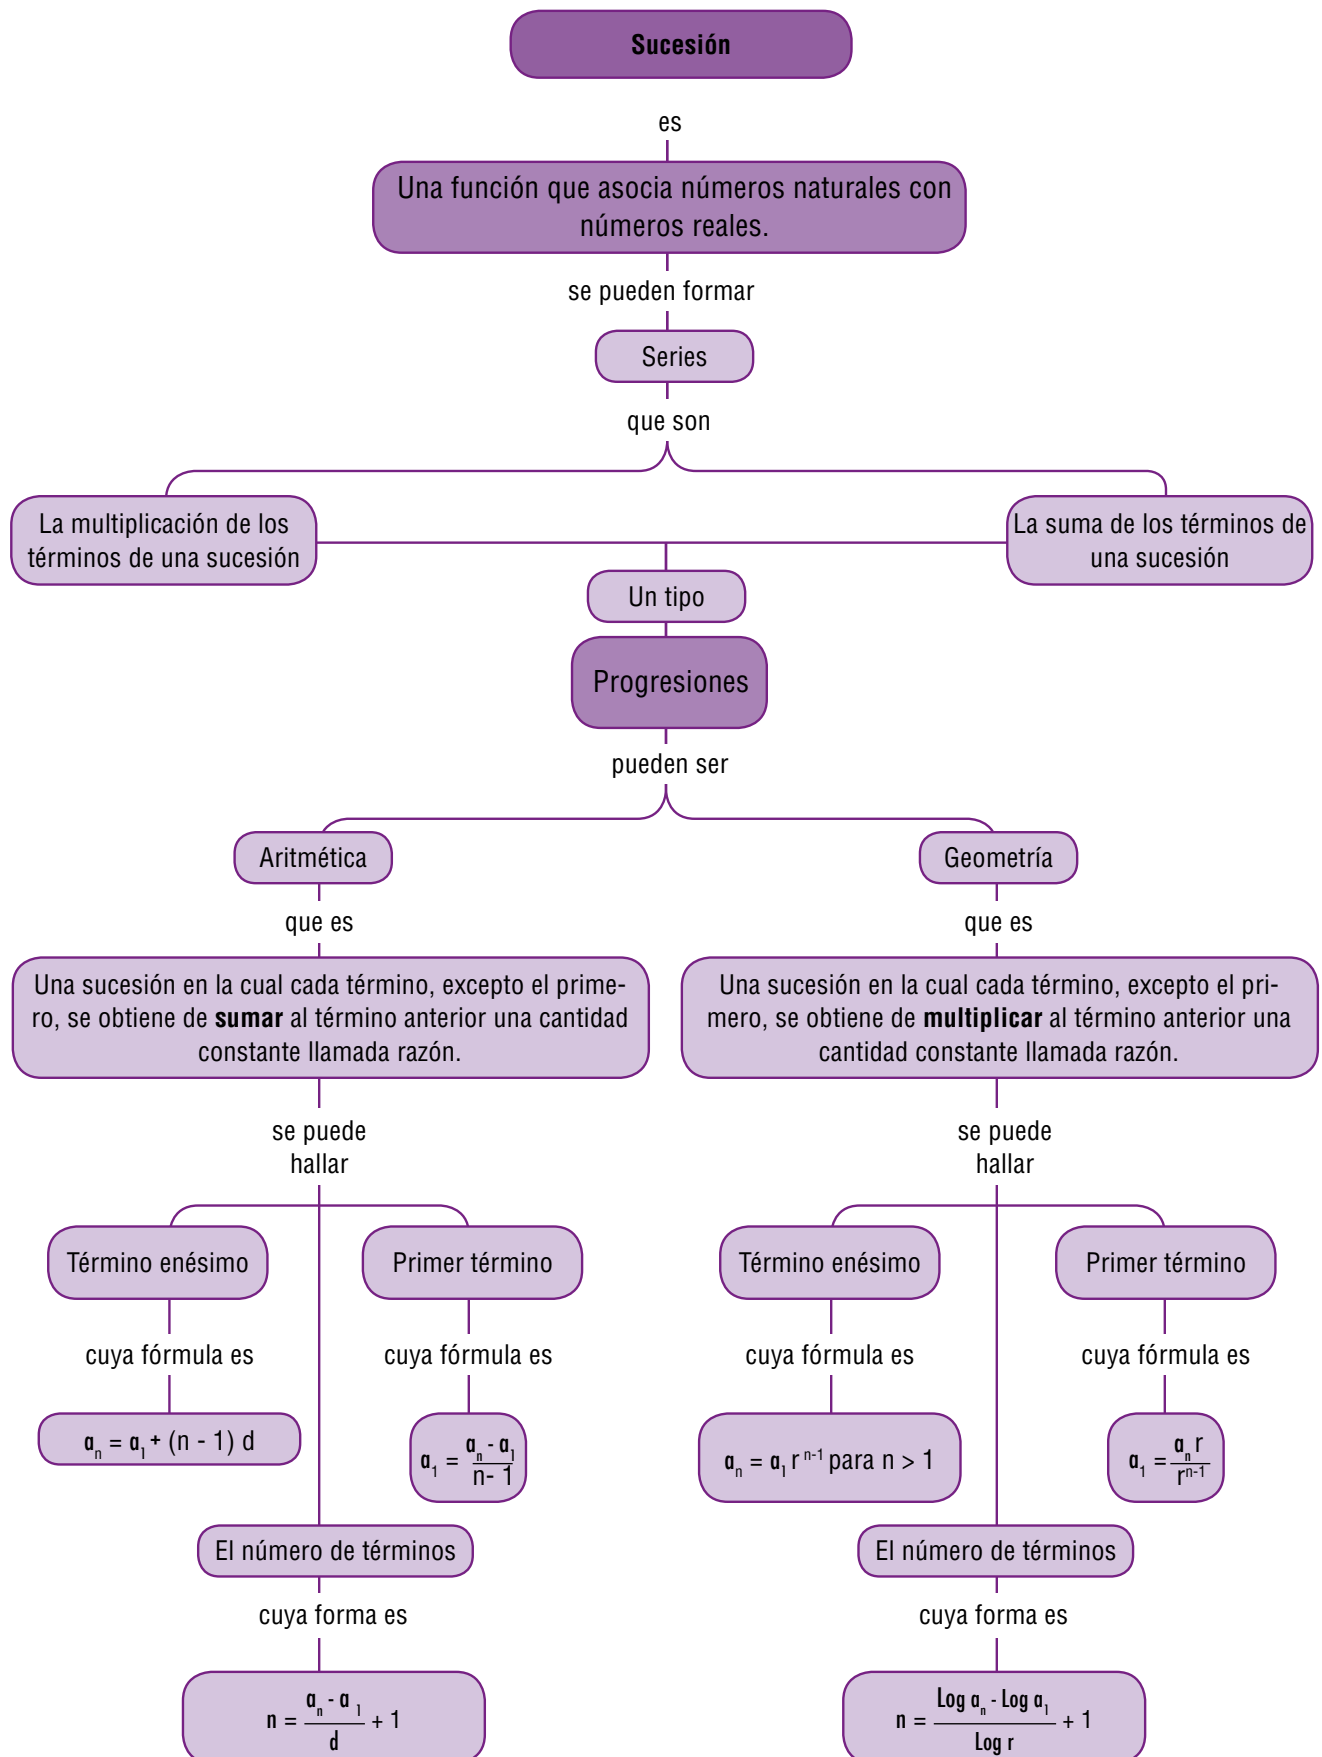 Sucesión
es
Una función que asocia números naturales con
números reales.
se pueden formar
Series
que son
La multiplicación de los
términos de una sucesión
La suma de los términos de
una sucesión
Un tipo
Progresiones
pueden ser
Aritmética
que es
Una sucesión en la cual cada término, excepto el prime-
ro, se obtiene de sumar al término anterior una cantidad
constante llamada razón.
se puede
hallar
Término enésimo
cuya fórmula es
aₙ = a₁ + (n - 1) d
Primer término
cuya fórmula es
a₁ = (aₙ - a₁) / (n- 1)
El número de términos
cuya forma es
n = (aₙ - a₁) / d + 1
Geometría
que es
Una sucesión en la cual cada término, excepto el pri-
mero, se obtiene de multiplicar al término anterior una
cantidad constante llamada razón.
se puede
hallar
Término enésimo
cuya fórmula es
aₙ = a₁ r ⁿ⁻¹ para n > 1
Primer término
cuya fórmula es
a₁ = aₙ r / rⁿ⁻¹
El número de términos
cuya forma es
n = (Log aₙ - Log a₁) / Log r + 1